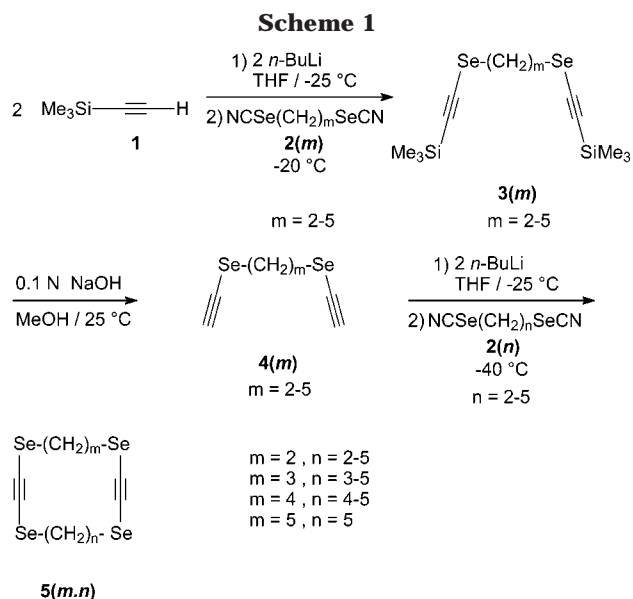 Scheme 1
1) 2 n-BuLi
THF / -25 °C
2 Me3Si H
1
2) NCSe(CH2)mSeCN
2(m)
-20 °C
m = 2-5
Se-(CH2)m-Se
Me3Si SiMe3
3(m)
m = 2-5
0.1 N NaOH
MeOH / 25 °C
Se-(CH2)m-Se
4(m)
m = 2-5
1) 2 n-BuLi
THF / -25 °C
2) NCSe(CH2)nSeCN
2(n)
-40 °C
n = 2-5
Se-(CH2)m-Se
Se-(CH2)n- Se
5(m.n)
m = 2 , n = 2-5
m = 3 , n = 3-5
m = 4 , n = 4-5
m = 5 , n = 5